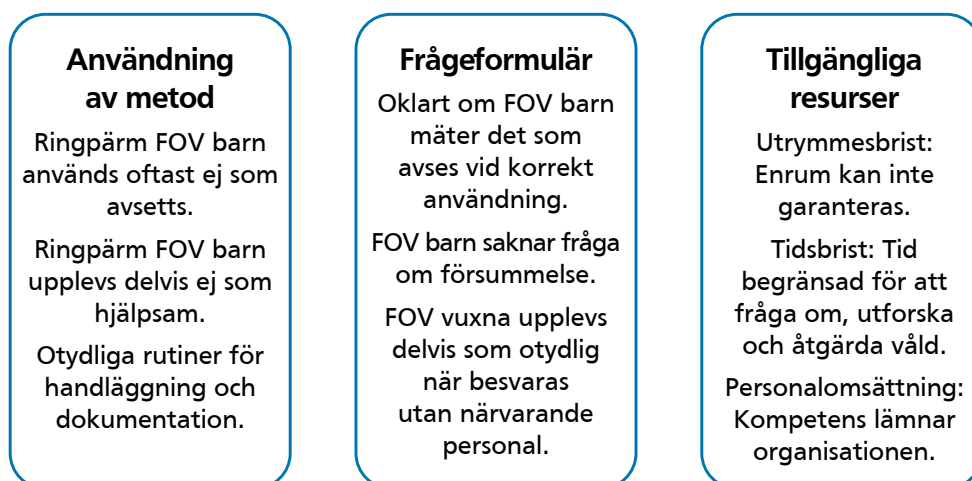 Användning
av metod
Ringpärm FOV barn
används oftast ej som
avsetts.
Ringpärm FOV barn
upplevs delvis ej som
hjälpsam.
Otydliga rutiner för
handläggning och
dokumentation.
Frågeformulär
Oklart om FOV barn
mäter det som
avses vid korrekt
användning.
FOV barn saknar fråga
om försummelse.
FOV vuxna upplevs
delvis som otydlig
när besvaras
utan närvarande
personal.
Tillgängliga
resurser
Utrymmesbrist:
Enrum kan inte
garanteras.
Tidsbrist: Tid
begränsad för att
fråga om, utforska
och åtgärda våld.
Personalomsättning:
Kompetens lämnar
organisationen.